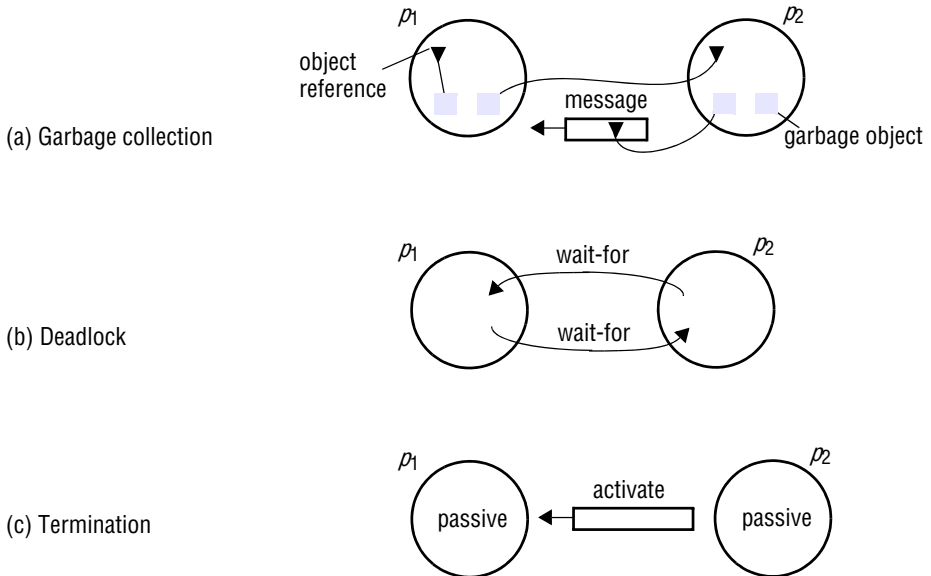 p1
p2
object
reference
message
garbage object
(a) Garbage collection
p1
p2
wait-for
wait-for
(b) Deadlock
p1
p2
activate
passive
passive
(c) Termination